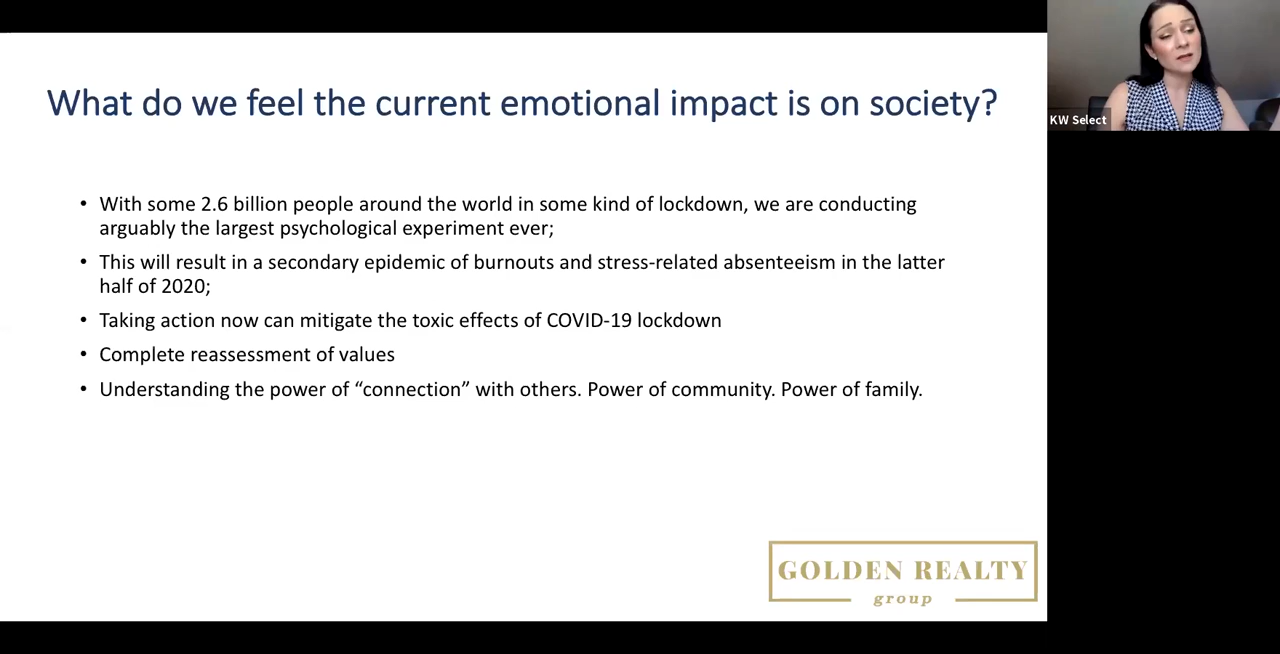 What do we feel the current emotional impact is on society?
KW Select
• With some 2.6 billion people around the world in some kind of lockdown, we are conducting
arguably the largest psychological experiment ever;
• This will result in a secondary epidemic of burnouts and stress-related absenteeism in the latter
half of 2020;
• Taking action now can mitigate the toxic effects of COVID-19 lockdown
• Complete reassessment of values
• Understanding the power of “connection” with others. Power of community. Power of family.
GOLDEN REALTY
group